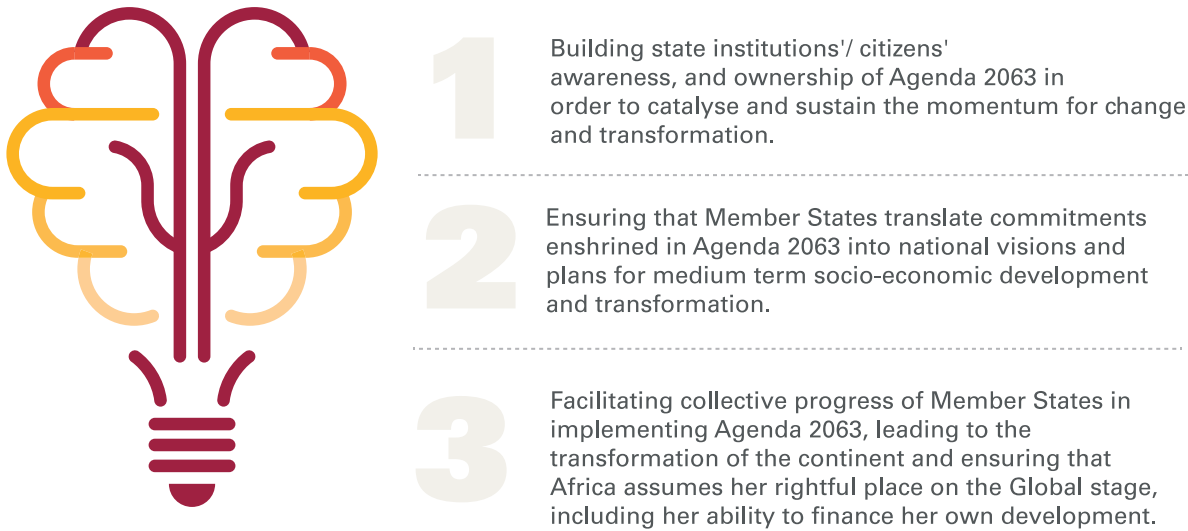 1
Building state institutions'/ citizens'
awareness, and ownership of Agenda 2063 in
order to catalyse and sustain the momentum for change
and transformation.
2
Ensuring that Member States translate commitments
enshrined in Agenda 2063 into national visions and
plans for medium term socio-economic development
and transformation.
3
Facilitating collective progress of Member States in
implementing Agenda 2063, leading to the
transformation of the continent and ensuring that
Africa assumes her rightful place on the Global stage,
including her ability to finance her own development.